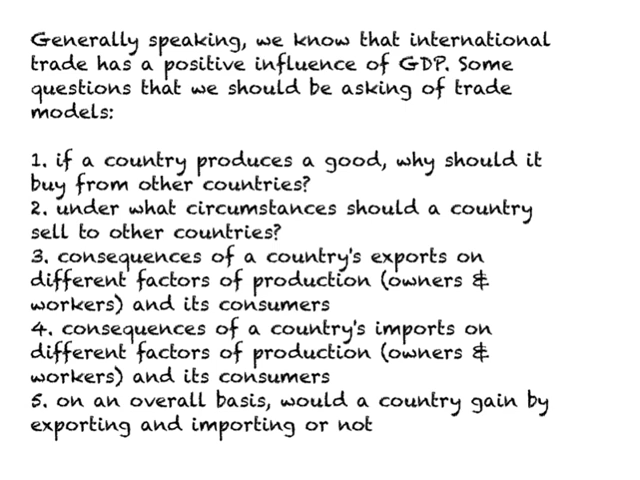 Generally speaking, we know that international
trade has a positive influence of GDP. Some
questions that we should be asking of trade
models:
1. if a country produces a good, why should it
buy from other countries?
2. under what circumstances should a country
sell to other countries?
3. consequences of a country's exports on
different factors of production (owners &
workers) and its consumers
4. consequences of a country's imports on
different factors of production (owners &
workers) and its consumers
5. on an overall basis, would a country gain by
exporting and importing or not